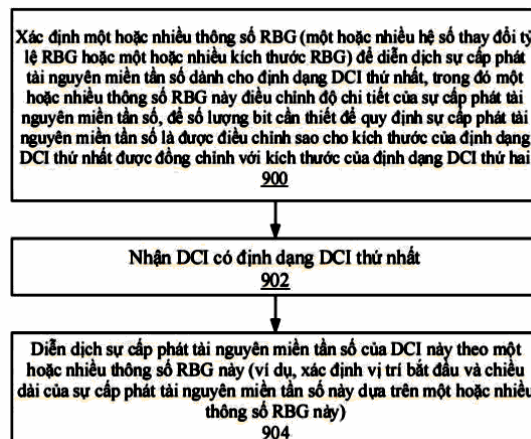 Xác định một hoặc nhiều thông số RBG (một hoặc nhiều hệ số thay đổi tỷ
lệ RBG hoặc một hoặc nhiều kích thước RBG) để diễn dịch sự cấp phát
tài nguyên miền tần số dành cho định dạng DCI thứ nhất, trong đó một
hoặc nhiều thông số RBG này điều chỉnh độ chi tiết của sự cấp phát tài
nguyên miền tần số, để số lượng bit cần thiết để quy định sự cấp phát tài
nguyên miền tần số là được điều chỉnh sao cho kích thước của định dạng
DCI thứ nhất được đồng chỉnh với kích thước của định dạng DCI thứ hai
900
Nhận DCI có định dạng DCI thứ nhất
902
Diễn dịch sự cấp phát tài nguyên miền tần số của DCI này theo một
hoặc nhiều thông số RBG này (ví dụ, xác định vị trí bắt đầu và chiều
dài của sự cấp phát tài nguyên miền tần số này dựa trên một hoặc nhiều
thông số RBG này)
904